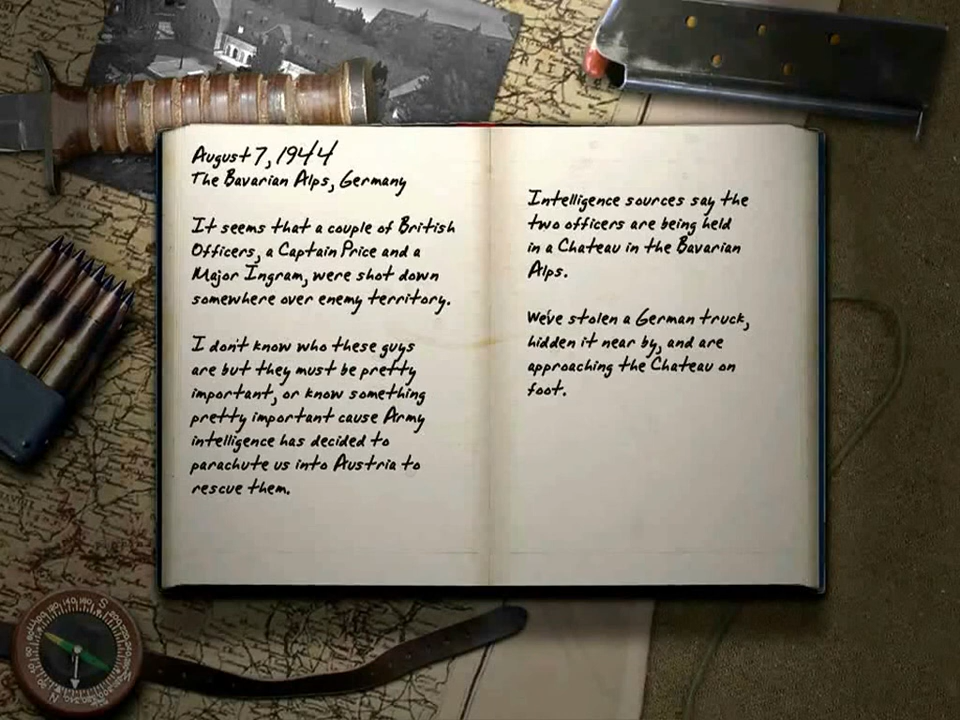 August 7, 1944
The Bavarian Alps, Germany
It seems that a couple of British
Officers, a Captain Price and a
Major Ingram, were shot down
somewhere over enemy territory.
I don't know who these guys
are but they must be pretty
important, or know something
pretty important cause Army
intelligence has decided to
parachute us into Austria to
rescue them.
Intelligence sources say the
two officers are being held
in a Chateau in the Bavarian
Alps.
We've stolen a German truck,
hidden it near by, and are
approaching the Chateau on
foot.